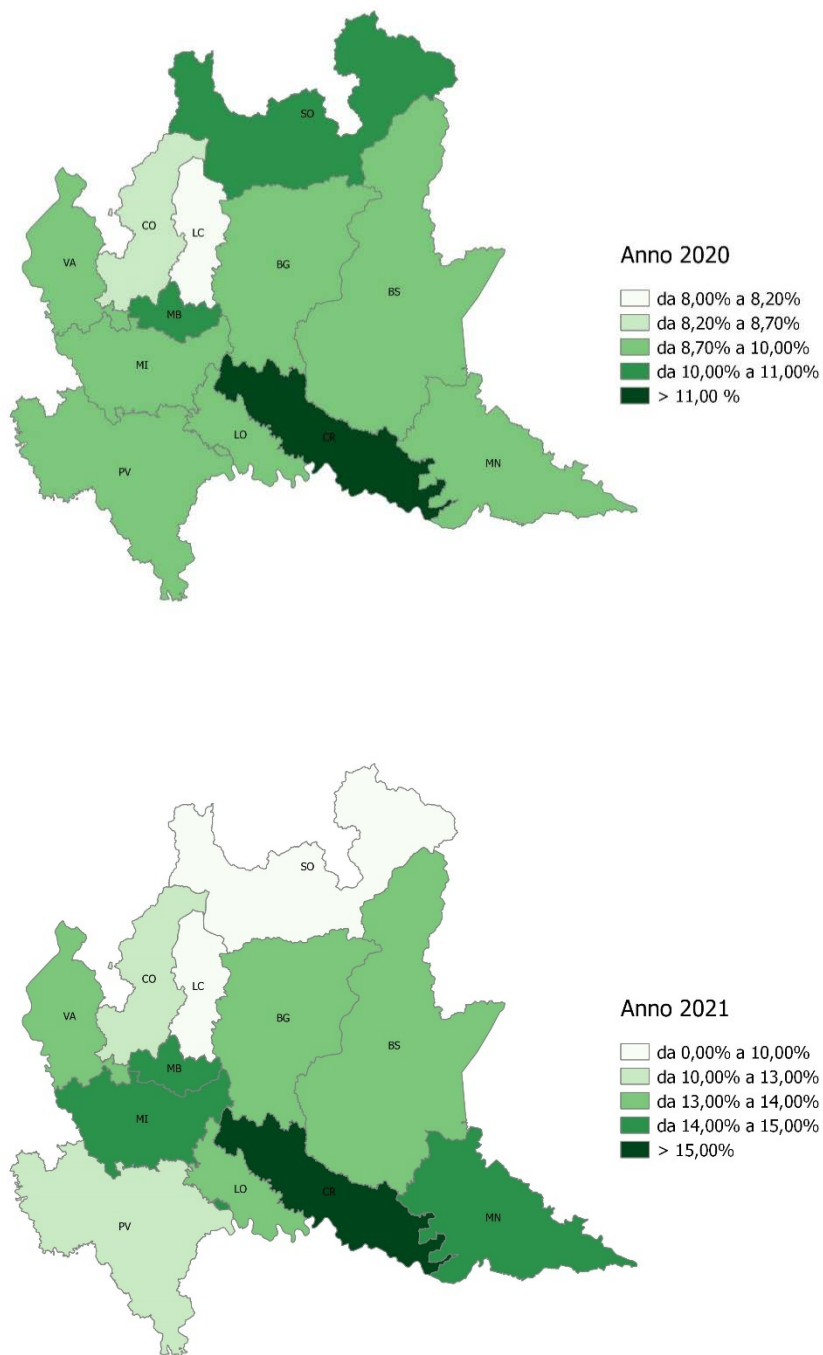 SO
CO
LC
VA
BG
BS
MB
MI
CR
LO
MN
PV
Anno 2020
da 8,00% a 8,20%
da 8,20% a 8,70%
da 8,70% a 10,00%
da 10,00% a 11,00%
> 11,00 %
SO
CO
LC
VA
BG
BS
MB
MI
CR
LO
MN
PV
Anno 2021
da 0,00% a 10,00%
da 10,00% a 13,00%
da 13,00% a 14,00%
da 14,00% a 15,00%
> 15,00%